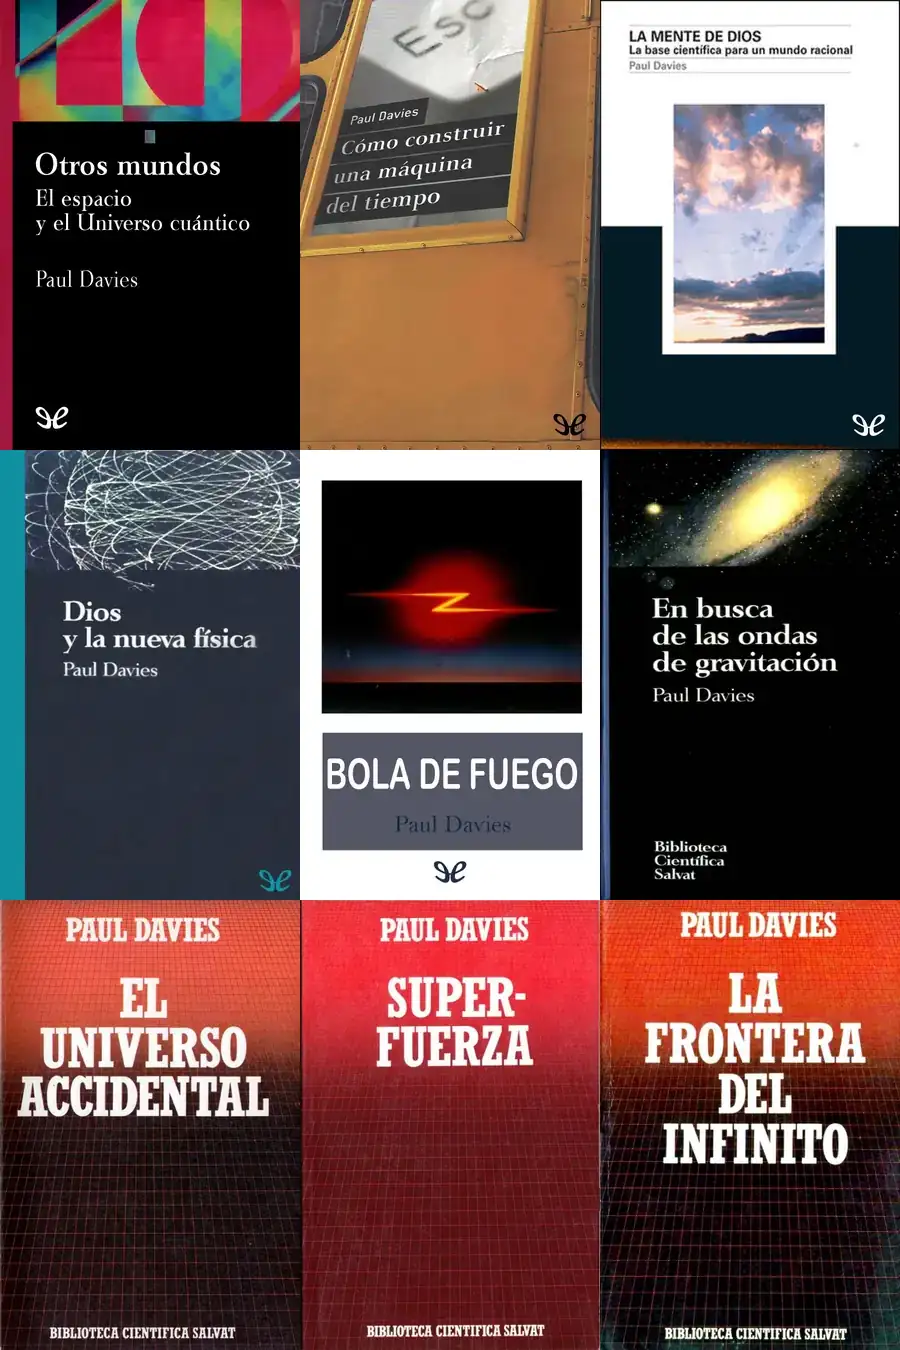 Otros mundos
El espacio
y el Universo cuántico
Paul Davies
Esc
Paul Davies
Cómo construir
una máquina
del tiempo
LA MENTE DE DIOS
La base científica para un mundo racional
Paul Davies
Dios
y la nueva física
Paul Davies
BOLA DE FUEGO
Paul Davies
En busca
de las ondas
de gravitación
Paul Davies
Biblioteca
Científica
Salvat
PAUL DAVIES
EL
UNIVERSO
ACCIDENTAL
BIBLIOTECA CIENTIFICA SALVAT
PAUL DAVIES
SUPER-
FUERZA
BIBLIOTECA CIENTIFICA SALVAT
PAUL DAVIES
LA
FRONTERA
DEL
INFINITO
BIBLIOTECA CIENTIFICA SALVAT